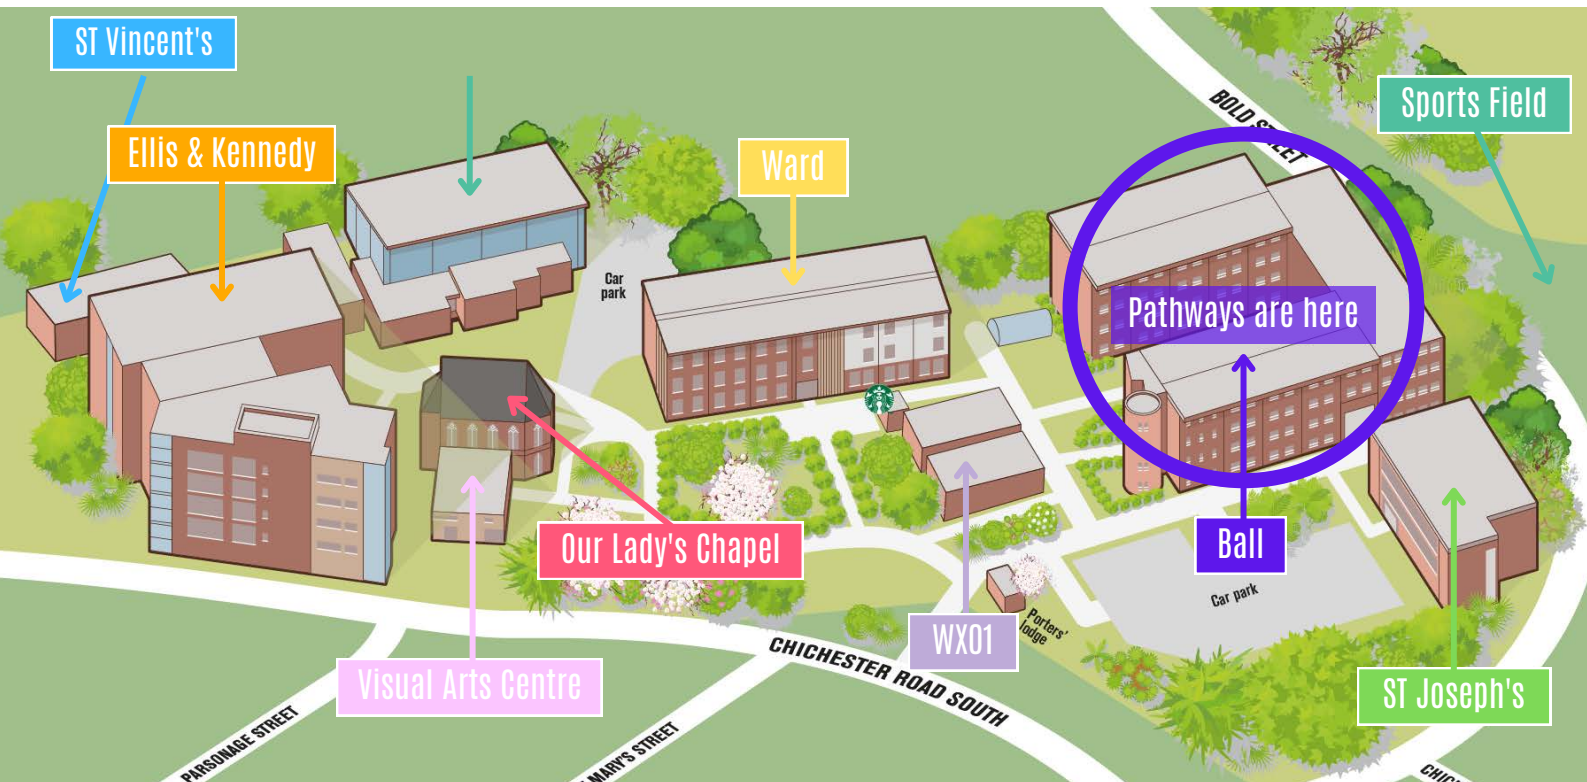 ST Vincent's
Ellis & Kennedy
Ward
BOLD STREET
Sports Field
Car
park
Pathways are here
Our Lady's Chapel
Ball
Car park
Porters'
lodge
WX01
Visual Arts Centre
CHICHESTER ROAD SOUTH
ST Joseph's
PARSONAGE STREET
MARY'S STREET